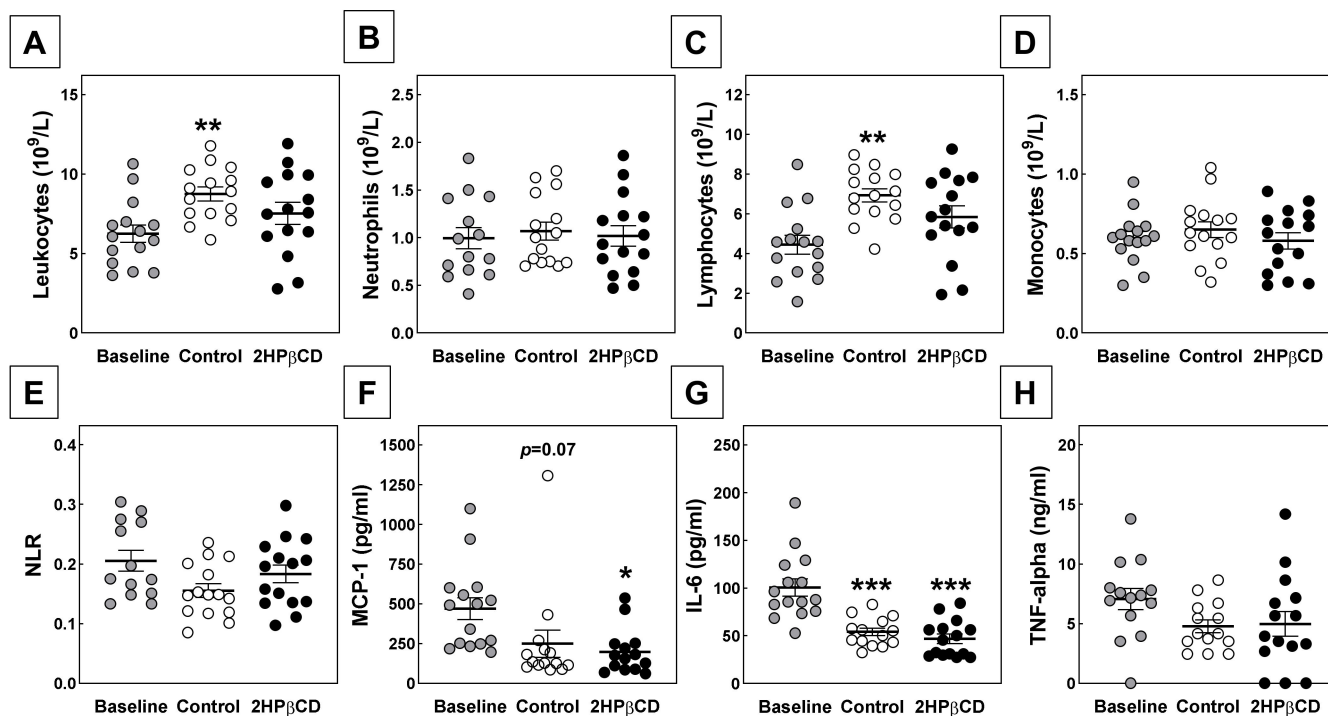 A
B
C
D
Leukocytes (10⁹/L)
15
10
5
0
**
Baseline Control 2HPβCD
Neutrophils (10⁹/L)
2.5
2.0
1.5
1.0
0.5
0.0
Baseline Control 2HPβCD
Lymphocytes (10⁹/L)
12
10
8
6
4
2
0
**
Baseline Control 2HPβCD
Monocytes (10⁹/L)
1.5
1.0
0.5
0.0
Baseline Control 2HPβCD
E
F
G
H
NLR
0.4
0.3
0.2
0.1
0.0
Baseline Control 2HPβCD
MCP-1 (pg/ml)
1500
1250
1000
750
500
250
0
p=0.07
*
Baseline Control 2HPβCD
IL-6 (pg/ml)
250
200
150
100
50
0
***
***
Baseline Control 2HPβCD
TNF-alpha (ng/ml)
20
15
10
5
0
Baseline Control 2HPβCD